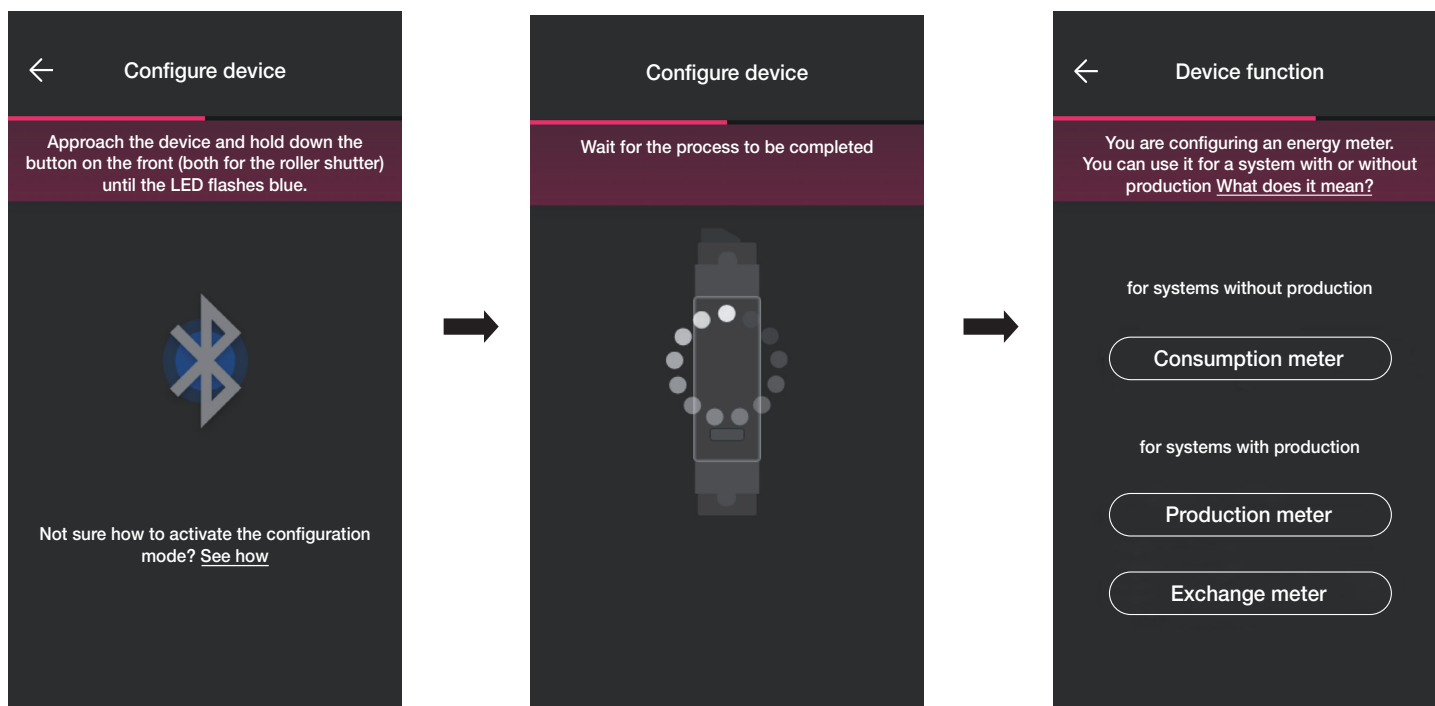 Configure device
Approach the device and hold down the
button on the front (both for the roller shutter)
until the LED flashes blue.
Not sure how to activate the configuration
mode? See how
Configure device
Wait for the process to be completed
Device function
You are configuring an energy meter.
You can use it for a system with or without
production What does it mean?
for systems without production
Consumption meter
for systems with production
Production meter
Exchange meter